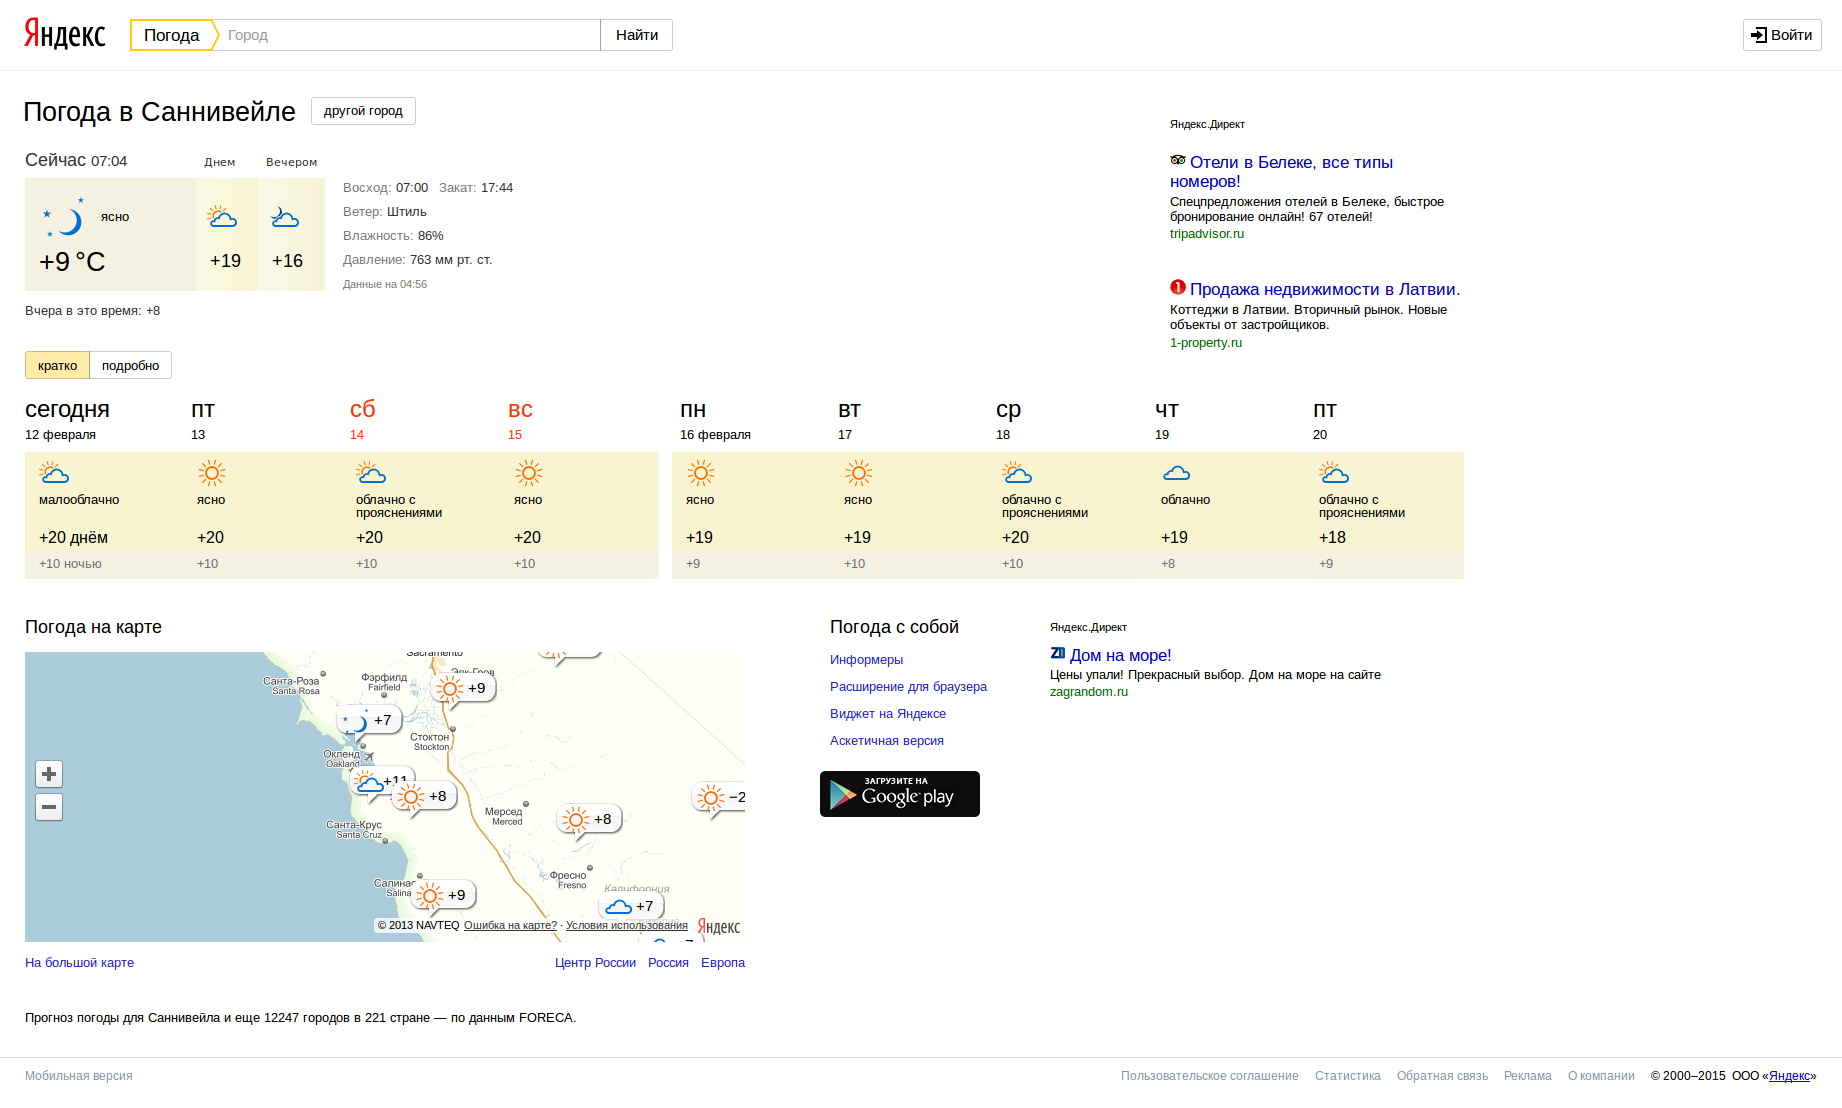 Яндекс
Погода
Город
Найти
Войти
Погода в Саннивейле
другой город
Сейчас 07:04
Днем
Вечером
ясно
+9 °C
+19
+16
Восход: 07:00 Закат: 17:44
Ветер: Штиль
Влажность: 86%
Давление: 763 мм рт. ст.
Данные на 04:56
Вчера в это время: +8
Яндекс.Директ
Отели в Белеке, все типы
номеров!
Спецпредложения отелей в Белеке, быстрое
бронирование онлайн! 67 отелей!
tripadvisor.ru
1 Продажа недвижимости в Латвии.
Коттеджи в Латвии. Вторичный рынок. Новые
объекты от застройщиков.
1-property.ru
кратко
подробно
сегодня пт сб вс пн вт ср чт пт
12 февраля 13 14 15 16 февраля 17 18 19 20
малооблачно ясно облачно с ясно ясно ясно облачно с облачно облачно с
прояснениями прояснениями прояснениями
+20 днём +20 +20 +20 +19 +19 +20 +19 +18
+10 ночью +10 +10 +10 +9 +10 +10 +8 +9
Погода на карте
Sacramento
Элк-Гров
Санта-Роза
Santa Rosa
Фэрфилд
Fairfield
+9
+7
Стоктон
Stockton
Окленд
Oakland
+11
+8
−2
Мерсед
Merced
+8
Санта-Крус
Santa Cruz
Фресно
Fresno
Салинас
Salina
+9
Калифорния
+7
© 2013 NAVTEQ Ошибка на карте? · Условия использования
Яндекс
+7
На большой карте
Центр России Россия Европа
Погода с собой
Информеры
Расширение для браузера
Виджет на Яндексе
Аскетичная версия
ЗАГРУЗИТЕ НА
Google play
Яндекс.Директ
ZD Дом на море!
Цены упали! Прекрасный выбор. Дом на море на сайте
zagrandom.ru
Прогноз погоды для Саннивейла и еще 12247 городов в 221 стране — по данным FORECA.
Мобильная версия
Пользовательское соглашение Статистика Обратная связь Реклама О компании © 2000–2015 ООО «Яндекс»